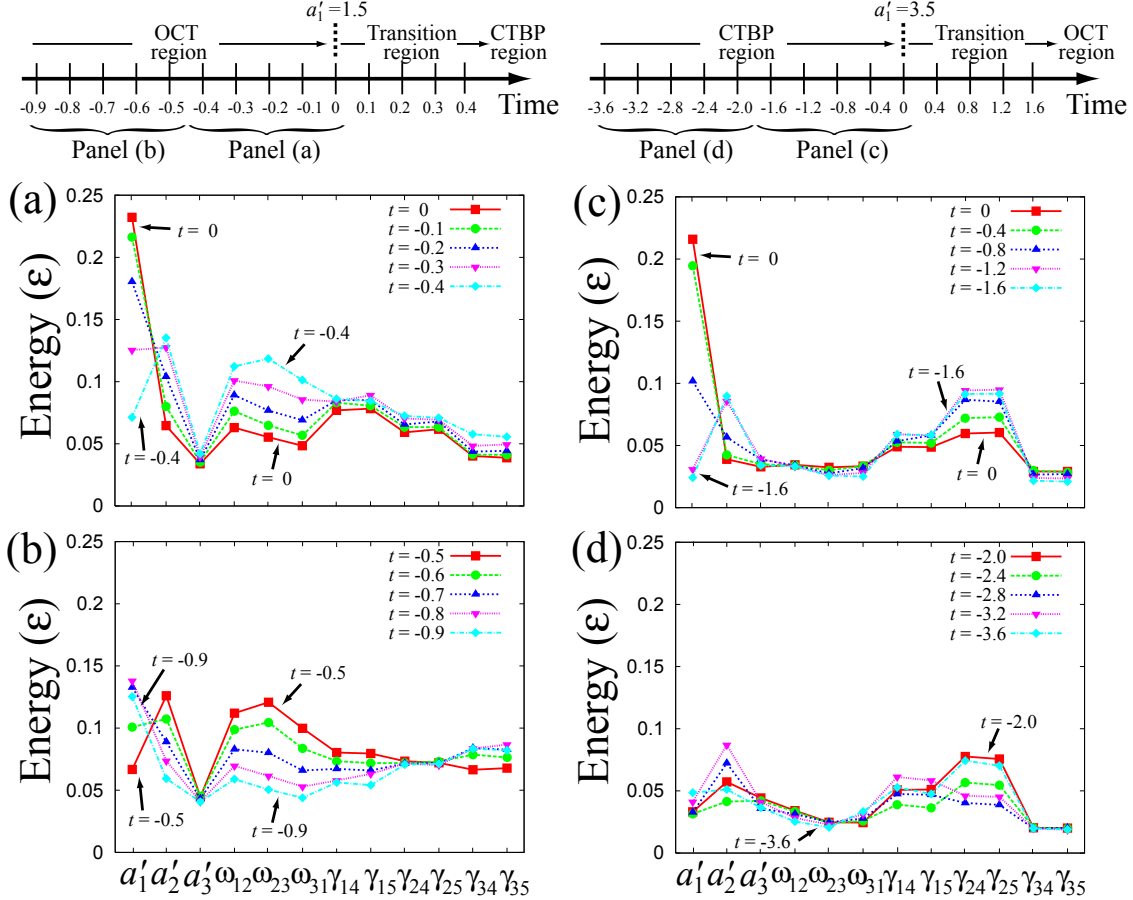 a′₁=1.5
OCT region
Transition region
CTBP region
-0.9 -0.8 -0.7 -0.6 -0.5 -0.4 -0.3 -0.2 -0.1 0 0.1 0.2 0.3 0.4 Time
Panel (b) Panel (a)
a′₁=3.5
CTBP region
Transition region
OCT region
-3.6 -3.2 -2.8 -2.4 -2.0 -1.6 -1.2 -0.8 -0.4 0 0.4 0.8 1.2 1.6 Time
Panel (d) Panel (c)
(a)
Energy (ε)
0.25
0.2
0.15
0.1
0.05
0
t = 0
t = -0.1
t = -0.2
t = -0.3
t = -0.4
t = 0
t = -0.4
t = -0.4
t = 0
(c)
Energy (ε)
0.25
0.2
0.15
0.1
0.05
0
t = 0
t = -0.4
t = -0.8
t = -1.2
t = -1.6
t = 0
t = -1.6
t = -1.6
t = 0
(b)
Energy (ε)
0.25
0.2
0.15
0.1
0.05
0
t = -0.5
t = -0.6
t = -0.7
t = -0.8
t = -0.9
t = -0.9
t = -0.5
t = -0.5
t = -0.9
a′₁ a′₂ a′₃ ω₁₂ ω₂₃ ω₃₁ γ₁₄ γ₁₅ γ₂₄ γ₂₅ γ₃₄ γ₃₅
(d)
Energy (ε)
0.25
0.2
0.15
0.1
0.05
0
t = -2.0
t = -2.4
t = -2.8
t = -3.2
t = -3.6
t = -2.0
t = -3.6
a′₁ a′₂ a′₃ ω₁₂ ω₂₃ ω₃₁ γ₁₄ γ₁₅ γ₂₄ γ₂₅ γ₃₄ γ₃₅